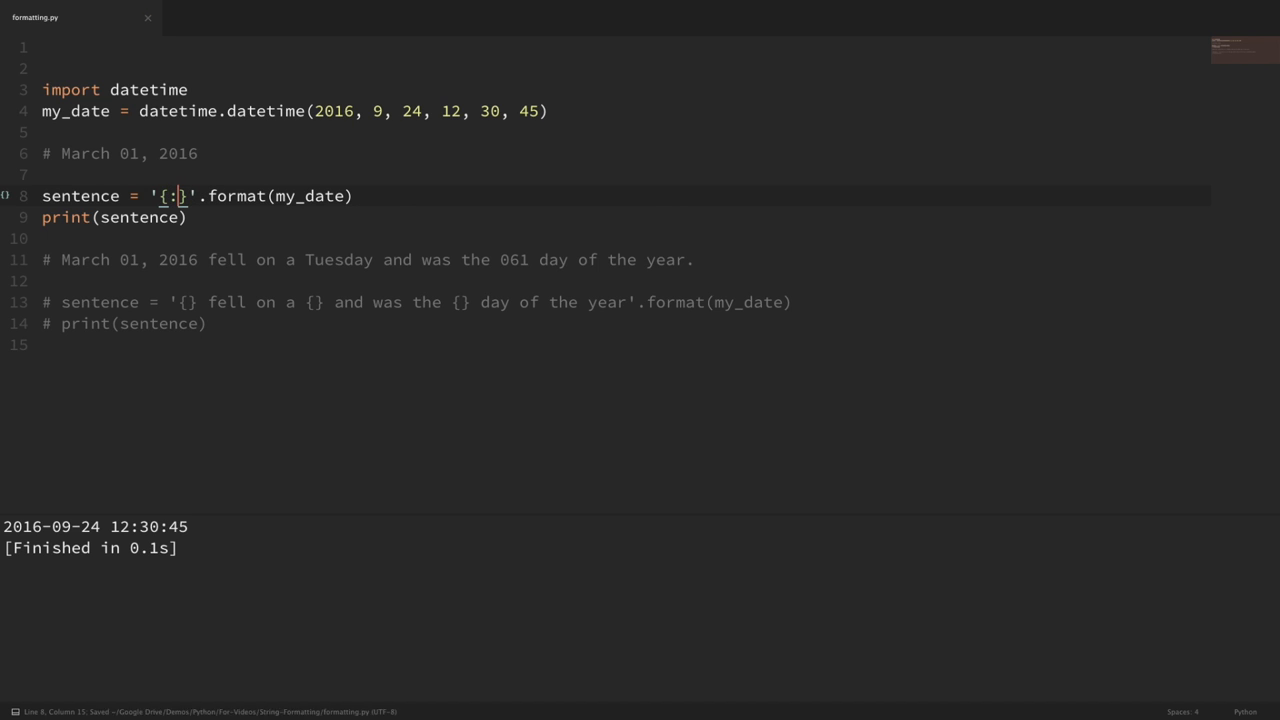 formatting.py ×
1
2
3 import datetime
4 my_date = datetime.datetime(2016, 9, 24, 12, 30, 45)
5
6 # March 01, 2016
7
{} 8 sentence = '{:}'.format(my_date)
9 print(sentence)
10
11 # March 01, 2016 fell on a Tuesday and was the 061 day of the year.
12
13 # sentence = '{} fell on a {} and was the {} day of the year'.format(my_date)
14 # print(sentence)
15
2016-09-24 12:30:45
[Finished in 0.1s]
Line 8, Column 15; Saved ~/Google Drive/Demos/Python/For-Videos/String-Formatting/formatting.py (UTF-8) Spaces: 4 Python